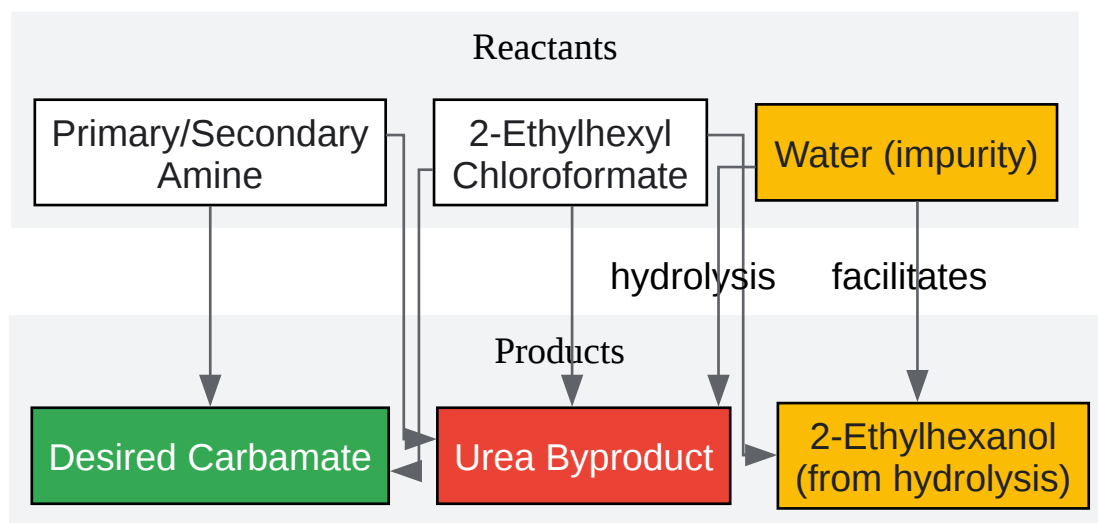 Reactants
Primary/Secondary
Amine
2-Ethylhexyl
Chloroformate
Water (impurity)
hydrolysis
facilitates
Products
Desired Carbamate
Urea Byproduct
2-Ethylhexanol
(from hydrolysis)